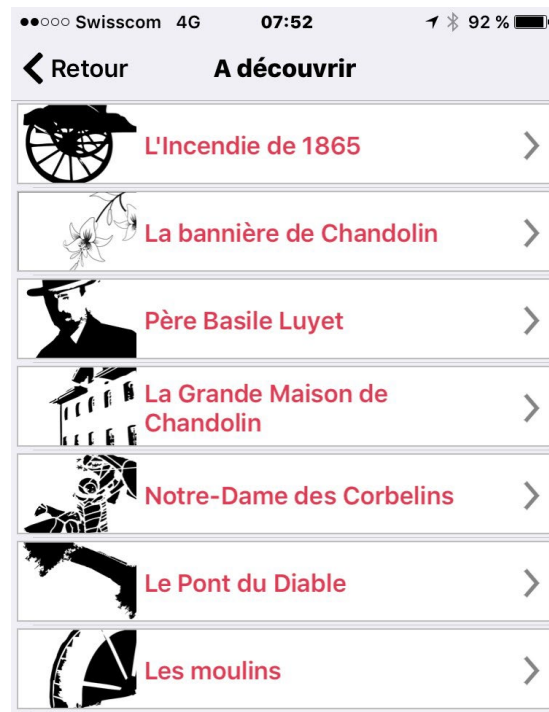 Swisscom 4G 07:52 92 %
Retour A découvrir
L'Incendie de 1865
La bannière de Chandolin
Père Basile Luyet
La Grande Maison de
Chandolin
Notre-Dame des Corbelins
Le Pont du Diable
Les moulins